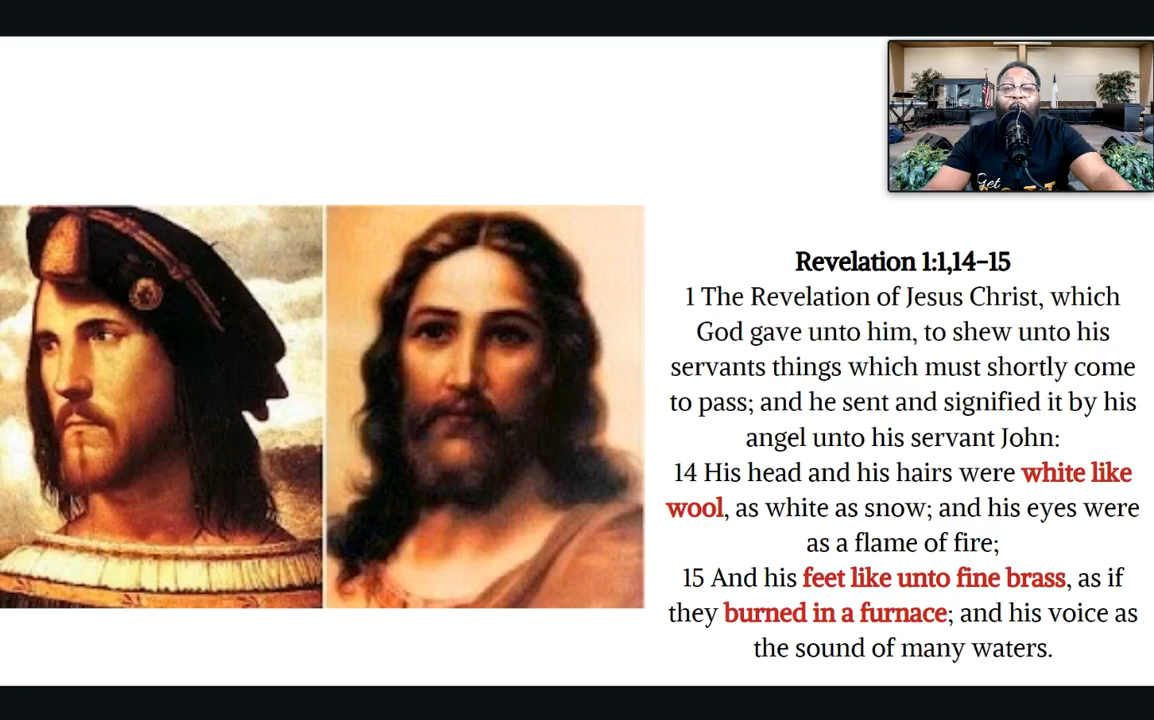 Get
Revelation 1:1,14-15
1 The Revelation of Jesus Christ, which
God gave unto him, to shew unto his
servants things which must shortly come
to pass; and he sent and signified it by his
angel unto his servant John:
14 His head and his hairs were white like
wool, as white as snow; and his eyes were
as a flame of fire;
15 And his feet like unto fine brass, as if
they burned in a furnace; and his voice as
the sound of many waters.